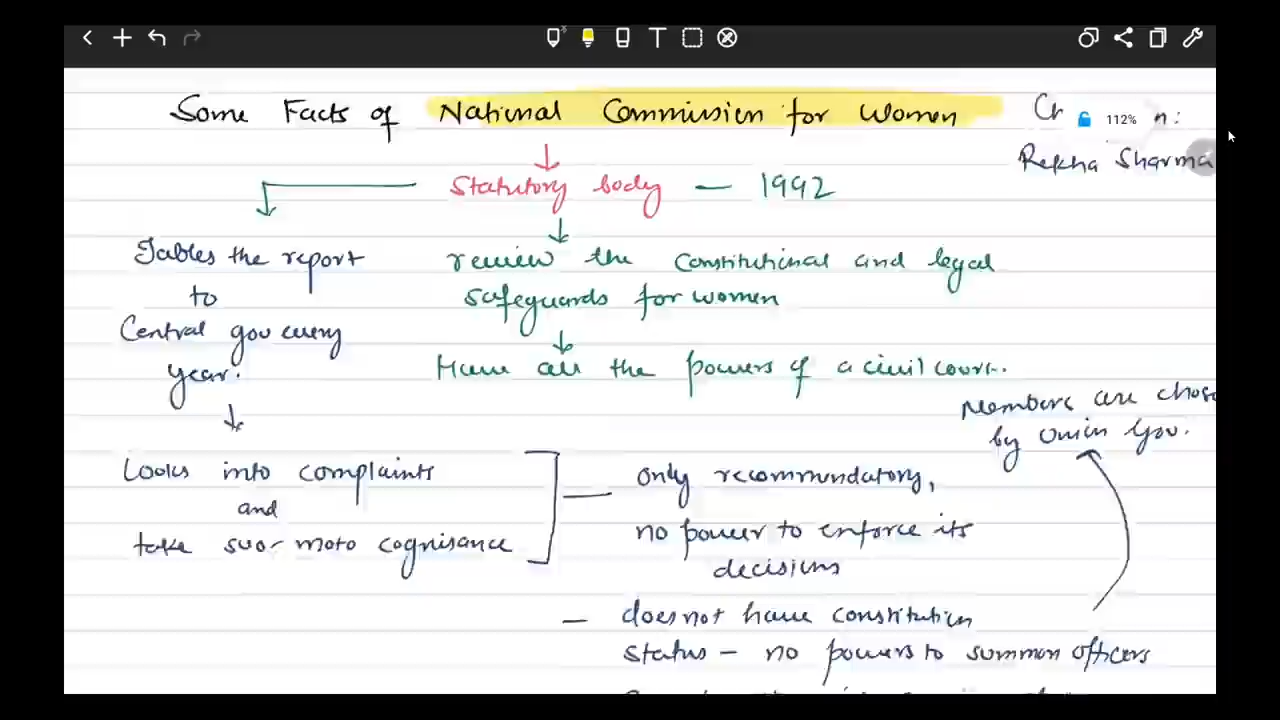 Some Facts of National Commission for Women
Ch n:
112%
Rekha Sharma
Statutory body — 1992
Tables the report
to
Central gov every
year.
review the constitutional and legal
safeguards for women
Have all the powers of a civil court.
Members are chos
by Union Gov.
Looks into complaints
and
take suo-moto cognisance
only recommendatory,
no power to enforce its
decisions
— does not have constitution
status — no powers to summon officers